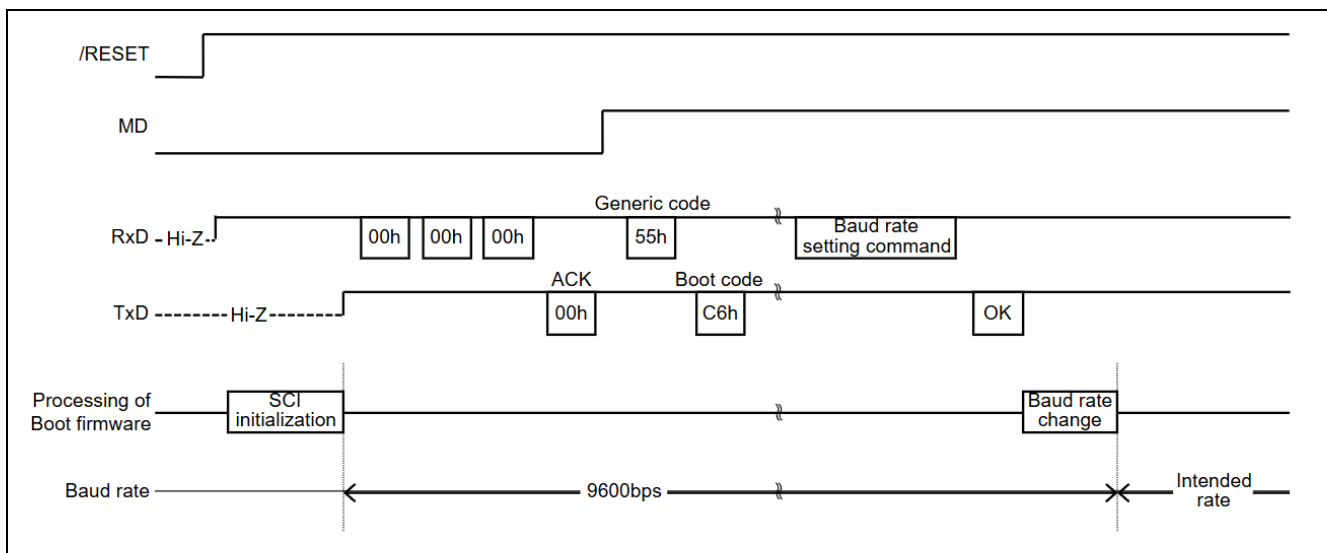 /RESET
MD
Generic code
RxD
Hi-Z
00h
00h
00h
55h
Baud rate
setting command
ACK
Boot code
TxD
Hi-Z
00h
C6h
OK
Processing of
Boot firmware
SCI
initialization
Baud rate
change
Baud rate
9600bps
Intended
rate